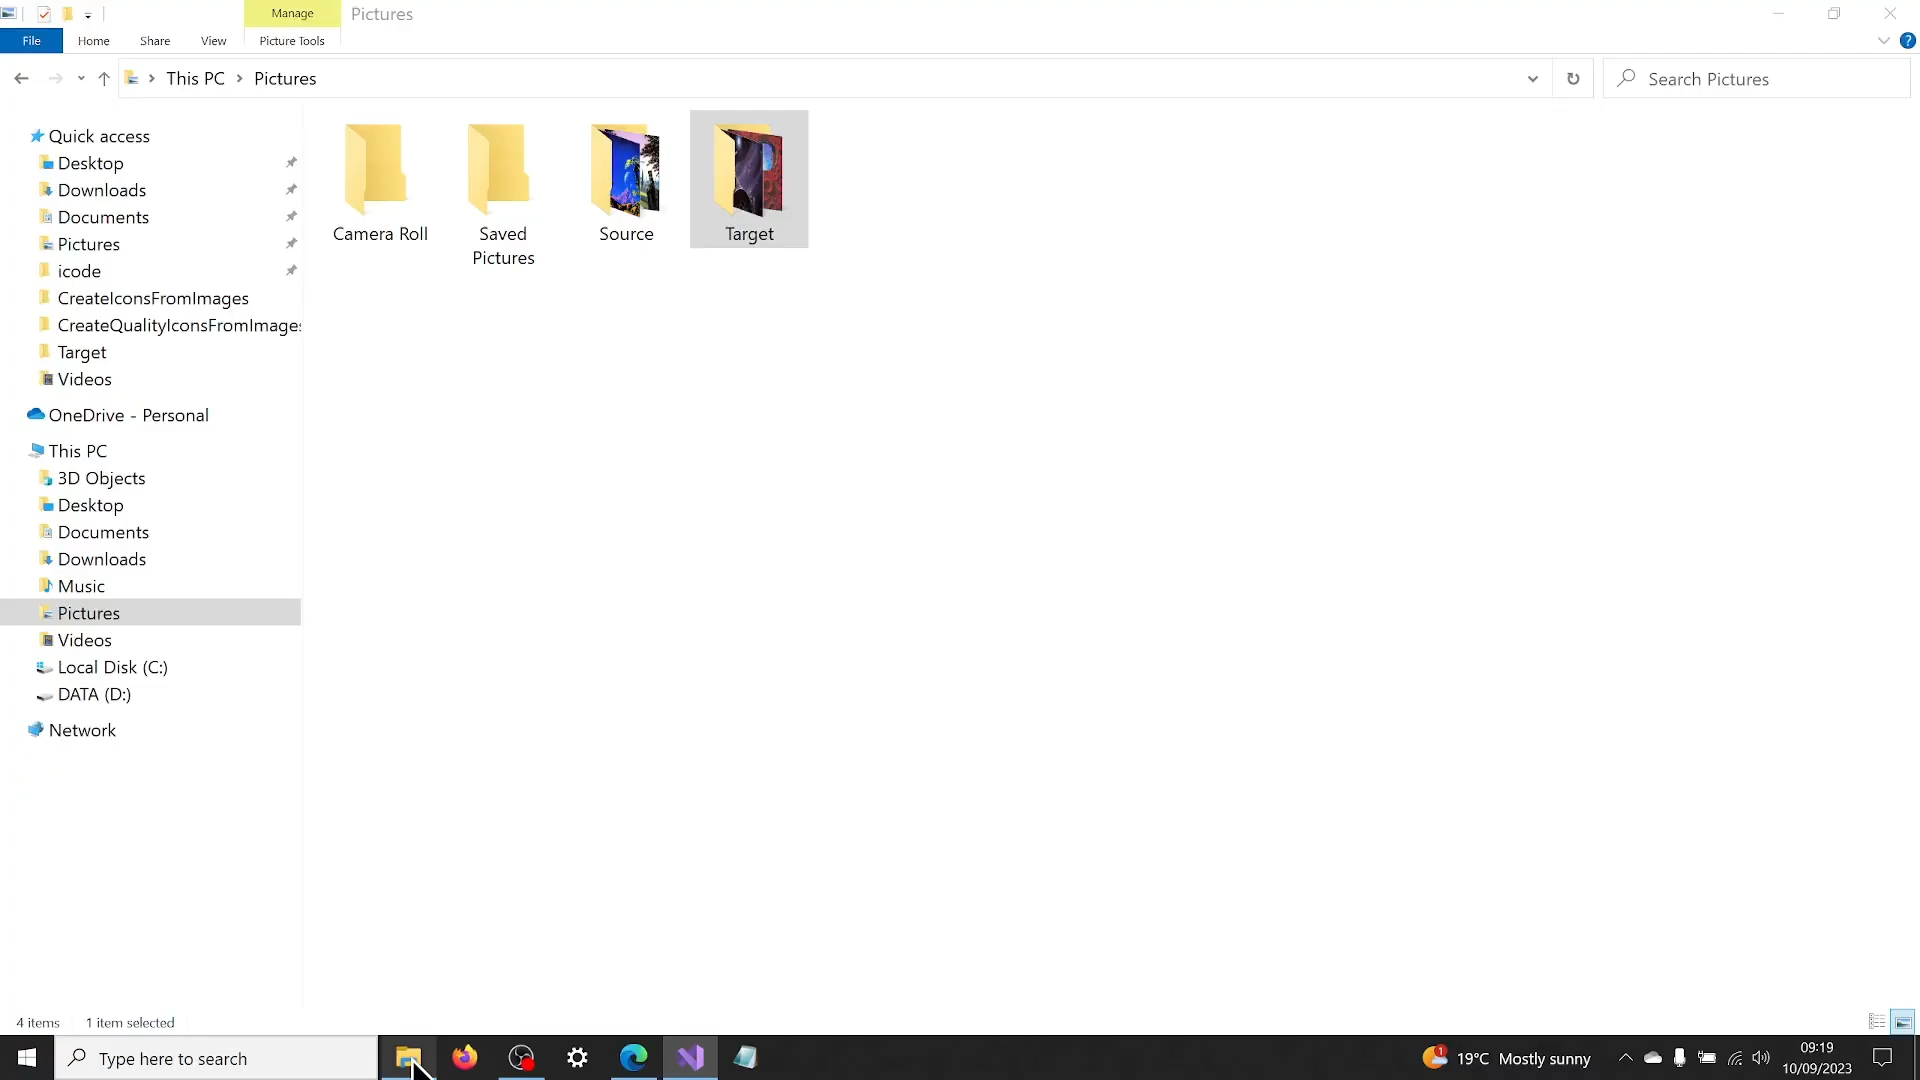 Manage
Pictures
File
Home
Share
View
Picture Tools
This PC
Pictures
Search Pictures
Quick access
Desktop
Downloads
Documents
Pictures
icode
CreateIconsFromImages
CreateQualityIconsFromImages
Target
Videos
OneDrive - Personal
This PC
3D Objects
Desktop
Documents
Downloads
Music
Pictures
Videos
Local Disk (C:)
DATA (D:)
Network
Camera Roll
Saved
Pictures
Source
Target
4 items
1 item selected
Type here to search
1
19°C Mostly sunny
09:19
10/09/2023